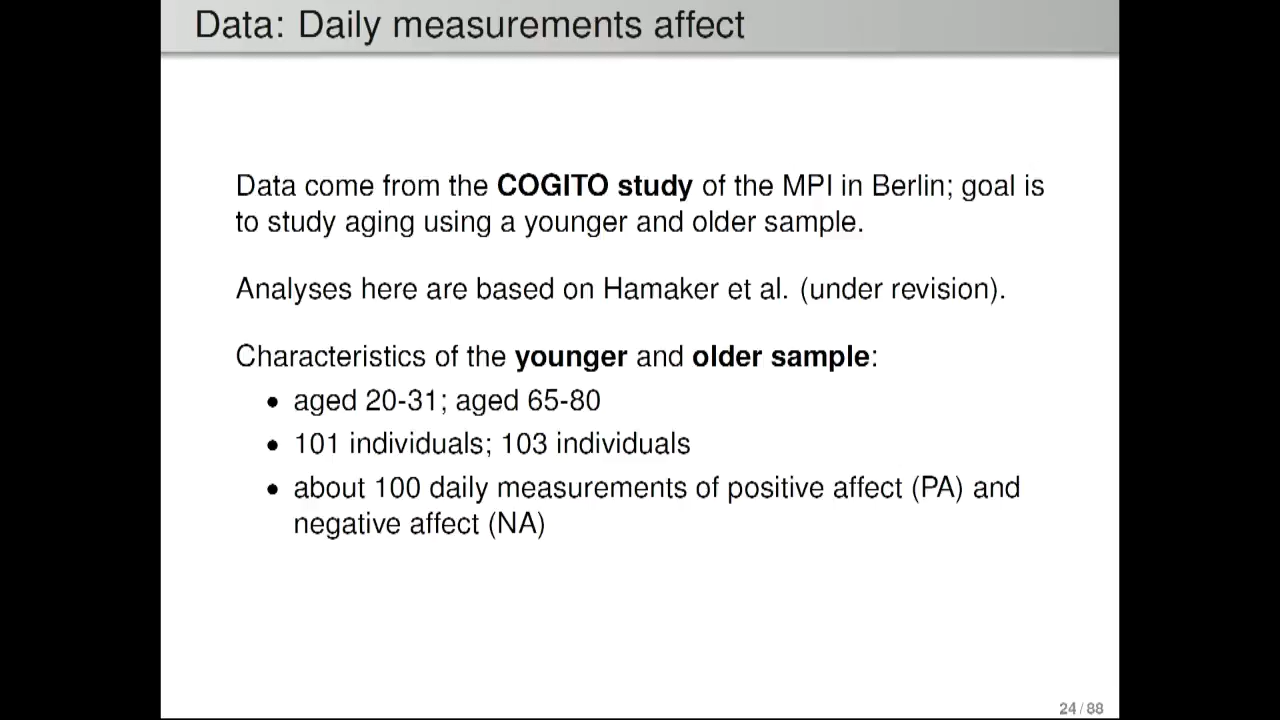 Data: Daily measurements affect
Data come from the COGITO study of the MPI in Berlin; goal is
to study aging using a younger and older sample.
Analyses here are based on Hamaker et al. (under revision).
Characteristics of the younger and older sample:
• aged 20-31; aged 65-80
• 101 individuals; 103 individuals
• about 100 daily measurements of positive affect (PA) and
negative affect (NA)
24 / 88